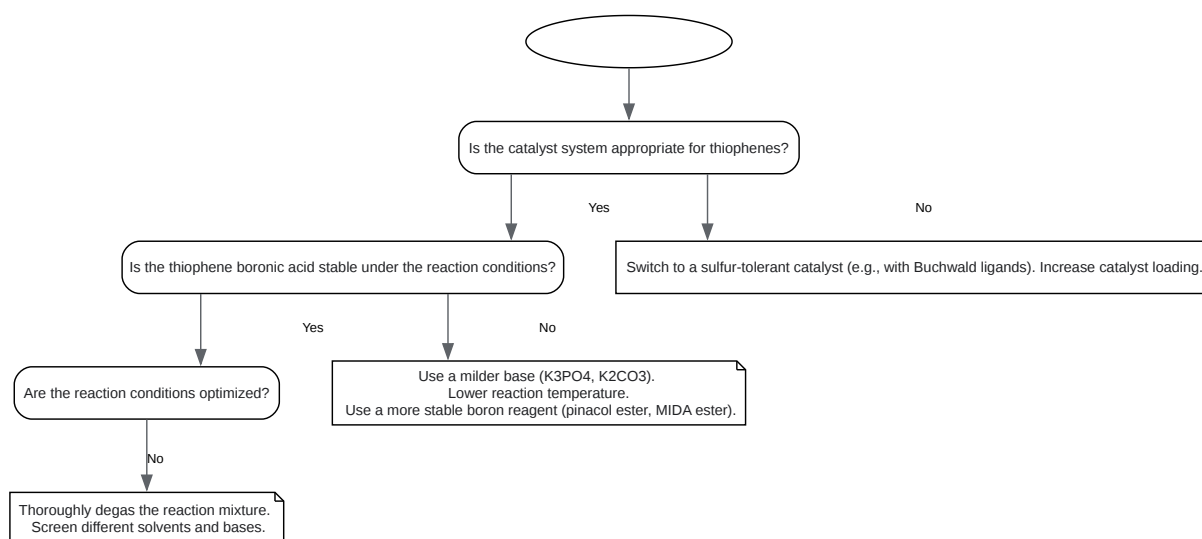 Is the catalyst system appropriate for thiophenes?
Yes
No
Is the thiophene boronic acid stable under the reaction conditions?
Switch to a sulfur-tolerant catalyst (e.g., with Buchwald ligands). Increase catalyst loading.
Yes
No
Are the reaction conditions optimized?
Use a milder base (K3PO4, K2CO3).
Lower reaction temperature.
Use a more stable boron reagent (pinacol ester, MIDA ester).
No
Thoroughly degas the reaction mixture.
Screen different solvents and bases.